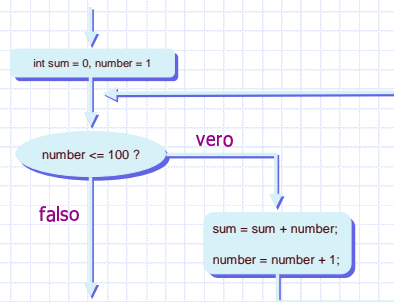 int sum = 0, number = 1
number <= 100 ?
vero
falso
sum = sum + number;
number = number + 1;